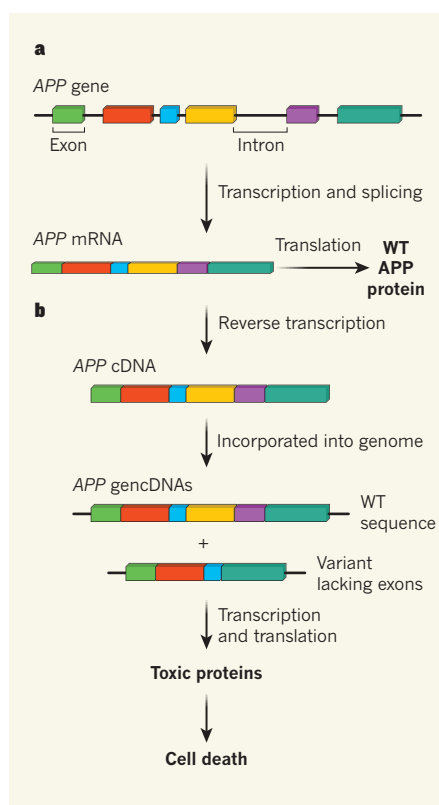 a
APP gene
Exon
Intron
Transcription and splicing
APP mRNA
Translation
WT
APP
protein
b
Reverse transcription
APP cDNA
Incorporated into genome
APP gencDNAs
WT
sequence
+
Variant
lacking exons
Transcription
and translation
Toxic proteins
Cell death